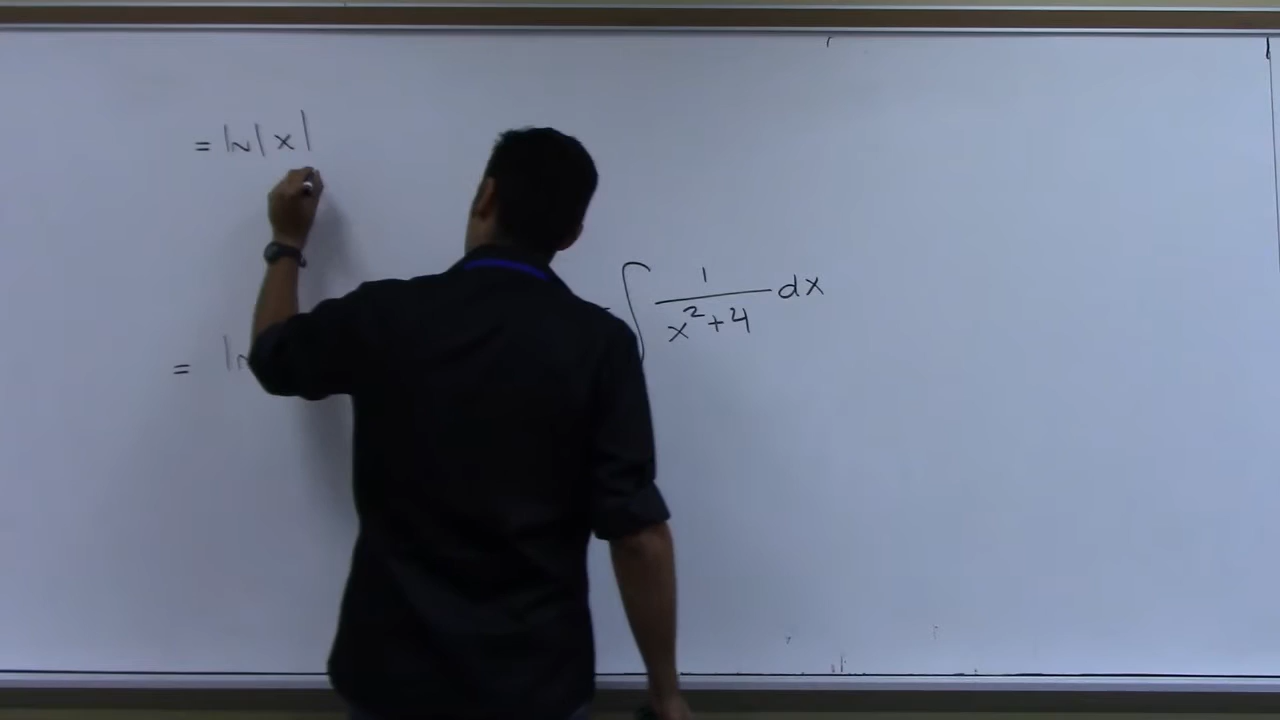 = ln|x|
∫ 1/(x²+4) dx
= ln